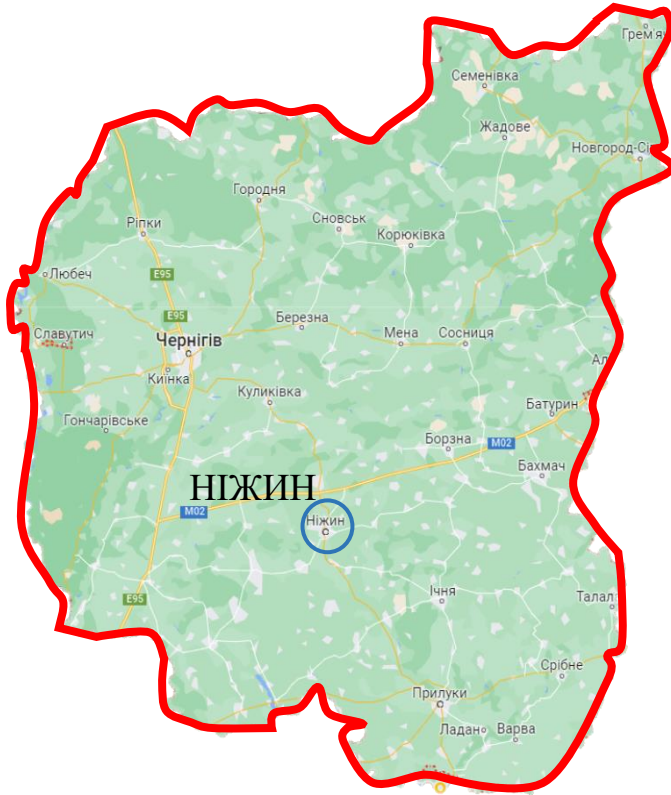 Грем'я
Семенівка
Жадове
Новгород-Сі
Городня
Сновськ
Ріпки
Корюківка
Любеч
E95
E95
Березна
Славутич
Чернігів
Мена
Сосниця
Ал
Киїнка
Куликівка
Батурин
Гончарівське
Борзна
M02
Бахмач
НІЖИН
M02
Ніжин
Ічня
E95
Талал
Срібне
Прилуки
Ладан
Варва